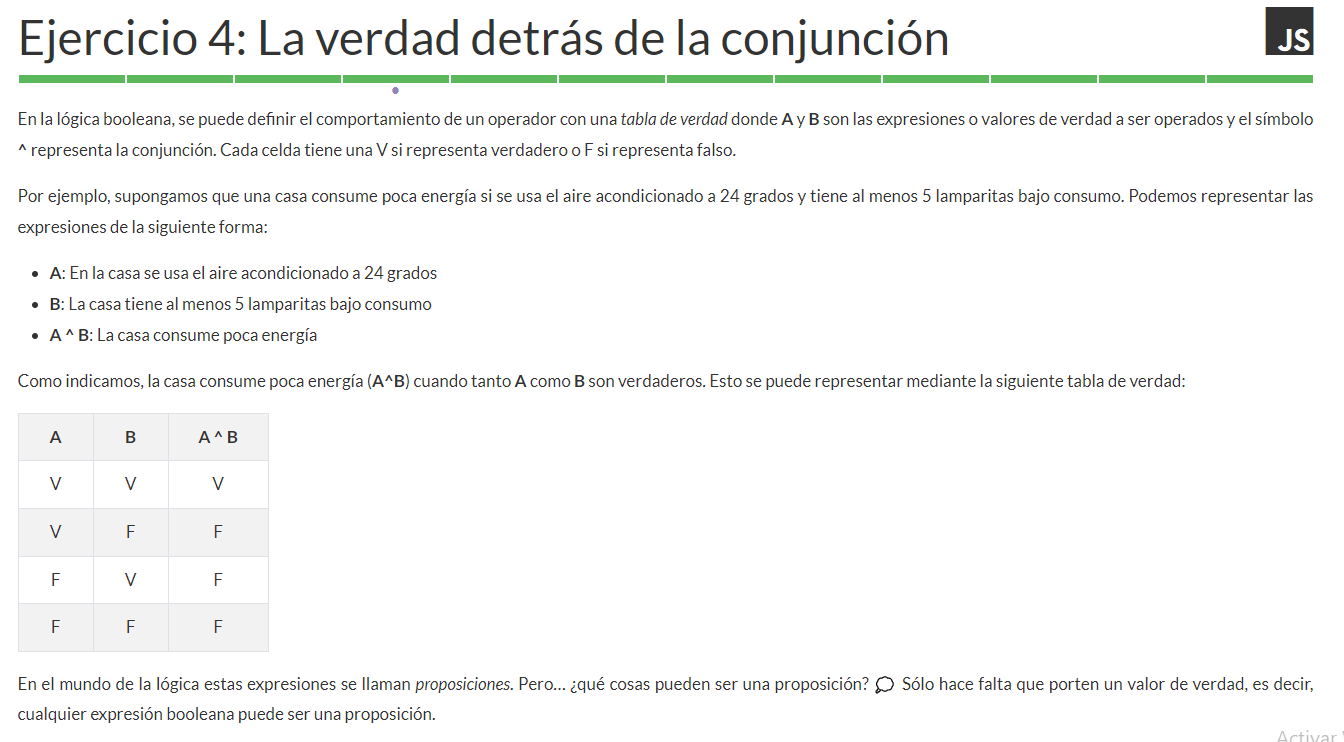 Ejercicio 4: La verdad detrás de la conjunción
JS
En la lógica booleana, se puede definir el comportamiento de un operador con una tabla de verdad donde A y B son las expresiones o valores de verdad a ser operados y el símbolo
^ representa la conjunción. Cada celda tiene una V si representa verdadero o F si representa falso.
Por ejemplo, supongamos que una casa consume poca energía si se usa el aire acondicionado a 24 grados y tiene al menos 5 lamparitas bajo consumo. Podemos representar las
expresiones de la siguiente forma:
• A: En la casa se usa el aire acondicionado a 24 grados
• B: La casa tiene al menos 5 lamparitas bajo consumo
• A ^ B: La casa consume poca energía
Como indicamos, la casa consume poca energía (A^B) cuando tanto A como B son verdaderos. Esto se puede representar mediante la siguiente tabla de verdad:
A B A ^ B
V V V
V F F
F V F
F F F
En el mundo de la lógica estas expresiones se llaman proposiciones. Pero... ¿qué cosas pueden ser una proposición? Sólo hace falta que porten un valor de verdad, es decir,
cualquier expresión booleana puede ser una proposición.
Activar